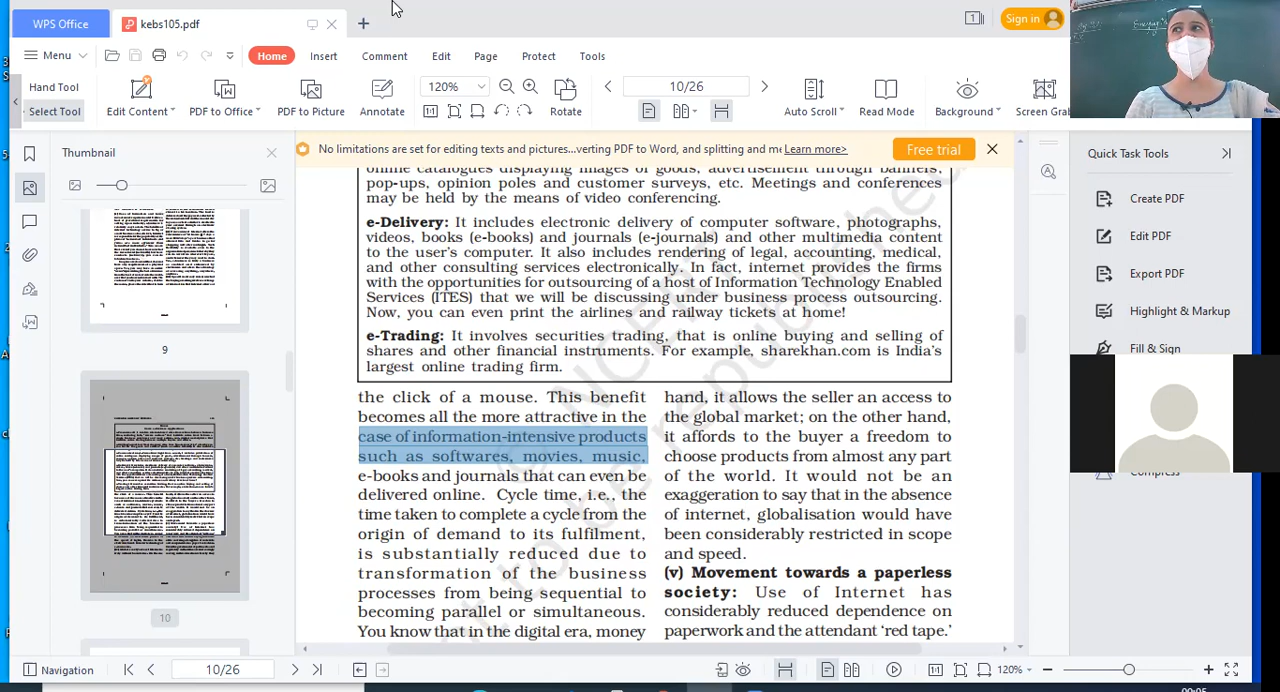 WPS Office
kebs105.pdf
Sign in
Menu
Home
Insert
Comment
Edit
Page
Protect
Tools
Hand Tool
Select Tool
Edit Content
PDF to Office
PDF to Picture
Annotate
120%
Rotate
10/26
Auto Scroll
Read Mode
Background
Screen Grab
Thumbnail
No limitations are set for editing texts and pictures...verting PDF to Word, and splitting and me Learn more>
Free trial
Quick Task Tools
Create PDF
Edit PDF
Export PDF
Highlight & Markup
Fill & Sign
9
10
online catalogues displaying images of goods, advertisement through banners,
pop-ups, opinion polls and customer surveys, etc. Meetings and conferences
may be held by the means of video conferencing.
e-Delivery: It includes electronic delivery of computer software, photographs,
videos, books (e-books) and journals (e-journals) and other multimedia content
to the user's computer. It also includes rendering of legal, accounting, medical,
and other consulting services electronically. In fact, internet provides the firms
with the opportunities for outsourcing of a host of Information Technology Enabled
Services (ITES) that we will be discussing under business process outsourcing.
Now, you can even print the airlines and railway tickets at home!
e-Trading: It involves securities trading, that is online buying and selling of
shares and other financial instruments. For example, sharekhan.com is India's
largest online trading firm.
the click of a mouse. This benefit
becomes all the more attractive in the
case of information-intensive products
such as softwares, movies, music,
e-books and journals that can even be
delivered online. Cycle time, i.e., the
time taken to complete a cycle from the
origin of demand to its fulfilment,
is substantially reduced due to
transformation of the business
processes from being sequential to
becoming parallel or simultaneous.
You know that in the digital era, money
hand, it allows the seller an access to
the global market; on the other hand,
it affords to the buyer a freedom to
choose products from almost any part
of the world. It would not be an
exaggeration to say that in the absence
of internet, globalisation would have
been considerably restricted in scope
and speed.
(v) Movement towards a paperless
society: Use of Internet has
considerably reduced dependence on
paperwork and the attendant 'red tape.'
Navigation
10/26
120%